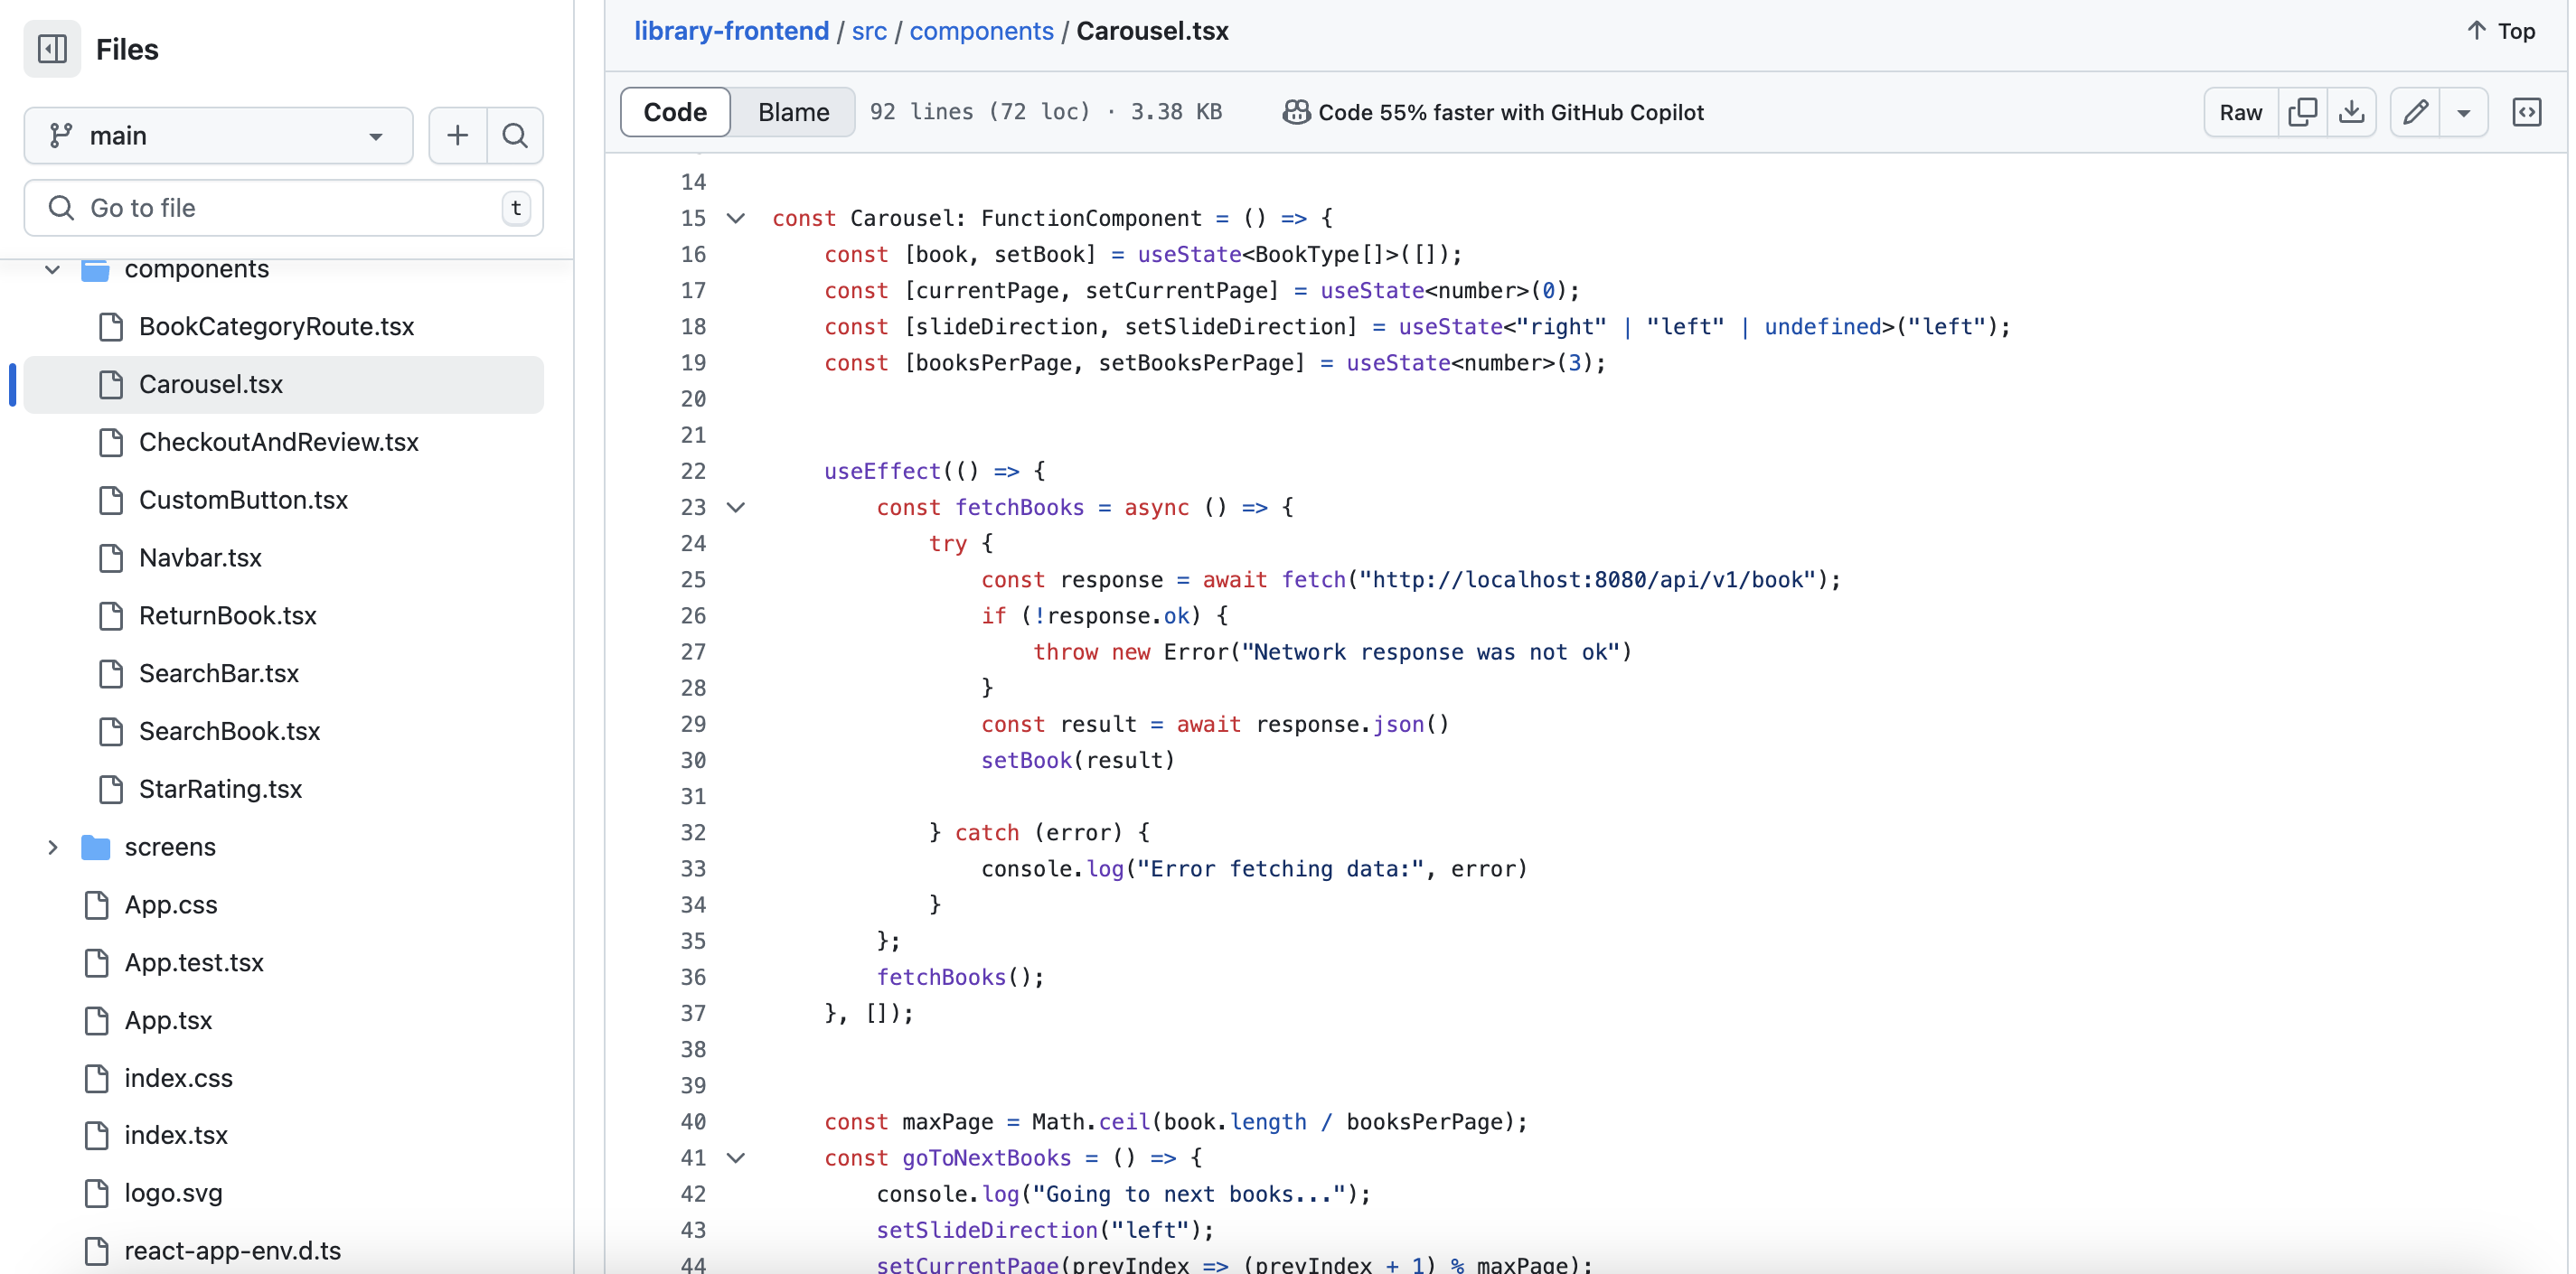 Files
main
Go to file
t
components
BookCategoryRoute.tsx
Carousel.tsx
CheckoutAndReview.tsx
CustomButton.tsx
Navbar.tsx
ReturnBook.tsx
SearchBar.tsx
SearchBook.tsx
StarRating.tsx
screens
App.css
App.test.tsx
App.tsx
index.css
index.tsx
logo.svg
react-app-env.d.ts
library-frontend / src / components / Carousel.tsx
Top
Code Blame 92 lines (72 loc) · 3.38 KB Code 55% faster with GitHub Copilot Raw
14
15 const Carousel: FunctionComponent = () => {
16 const [book, setBook] = useState<BookType[]>([]);
17 const [currentPage, setCurrentPage] = useState<number>(0);
18 const [slideDirection, setSlideDirection] = useState<"right" | "left" | undefined>("left");
19 const [booksPerPage, setBooksPerPage] = useState<number>(3);
20
21
22 useEffect(() => {
23 const fetchBooks = async () => {
24 try {
25 const response = await fetch("http://localhost:8080/api/v1/book");
26 if (!response.ok) {
27 throw new Error("Network response was not ok")
28 }
29 const result = await response.json()
30 setBook(result)
31
32 } catch (error) {
33 console.log("Error fetching data:", error)
34 }
35 };
36 fetchBooks();
37 }, []);
38
39
40 const maxPage = Math.ceil(book.length / booksPerPage);
41 const goToNextBooks = () => {
42 console.log("Going to next books...");
43 setSlideDirection("left");
44 setCurrentPage(prevIndex => (prevIndex + 1) % maxPage);